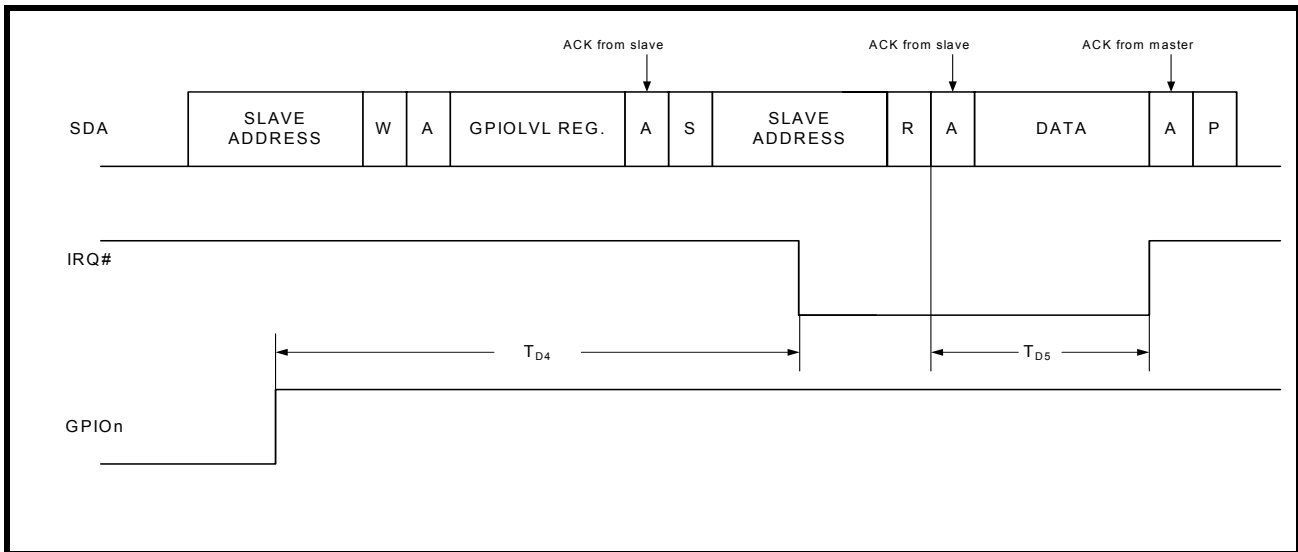 ACK from slave
ACK from slave
ACK from master
SDA
SLAVE
ADDRESS
W
A
GPIOLVL REG.
A
S
SLAVE
ADDRESS
R
A
DATA
A
P
IRQ#
TD4
TD5
GPIOn